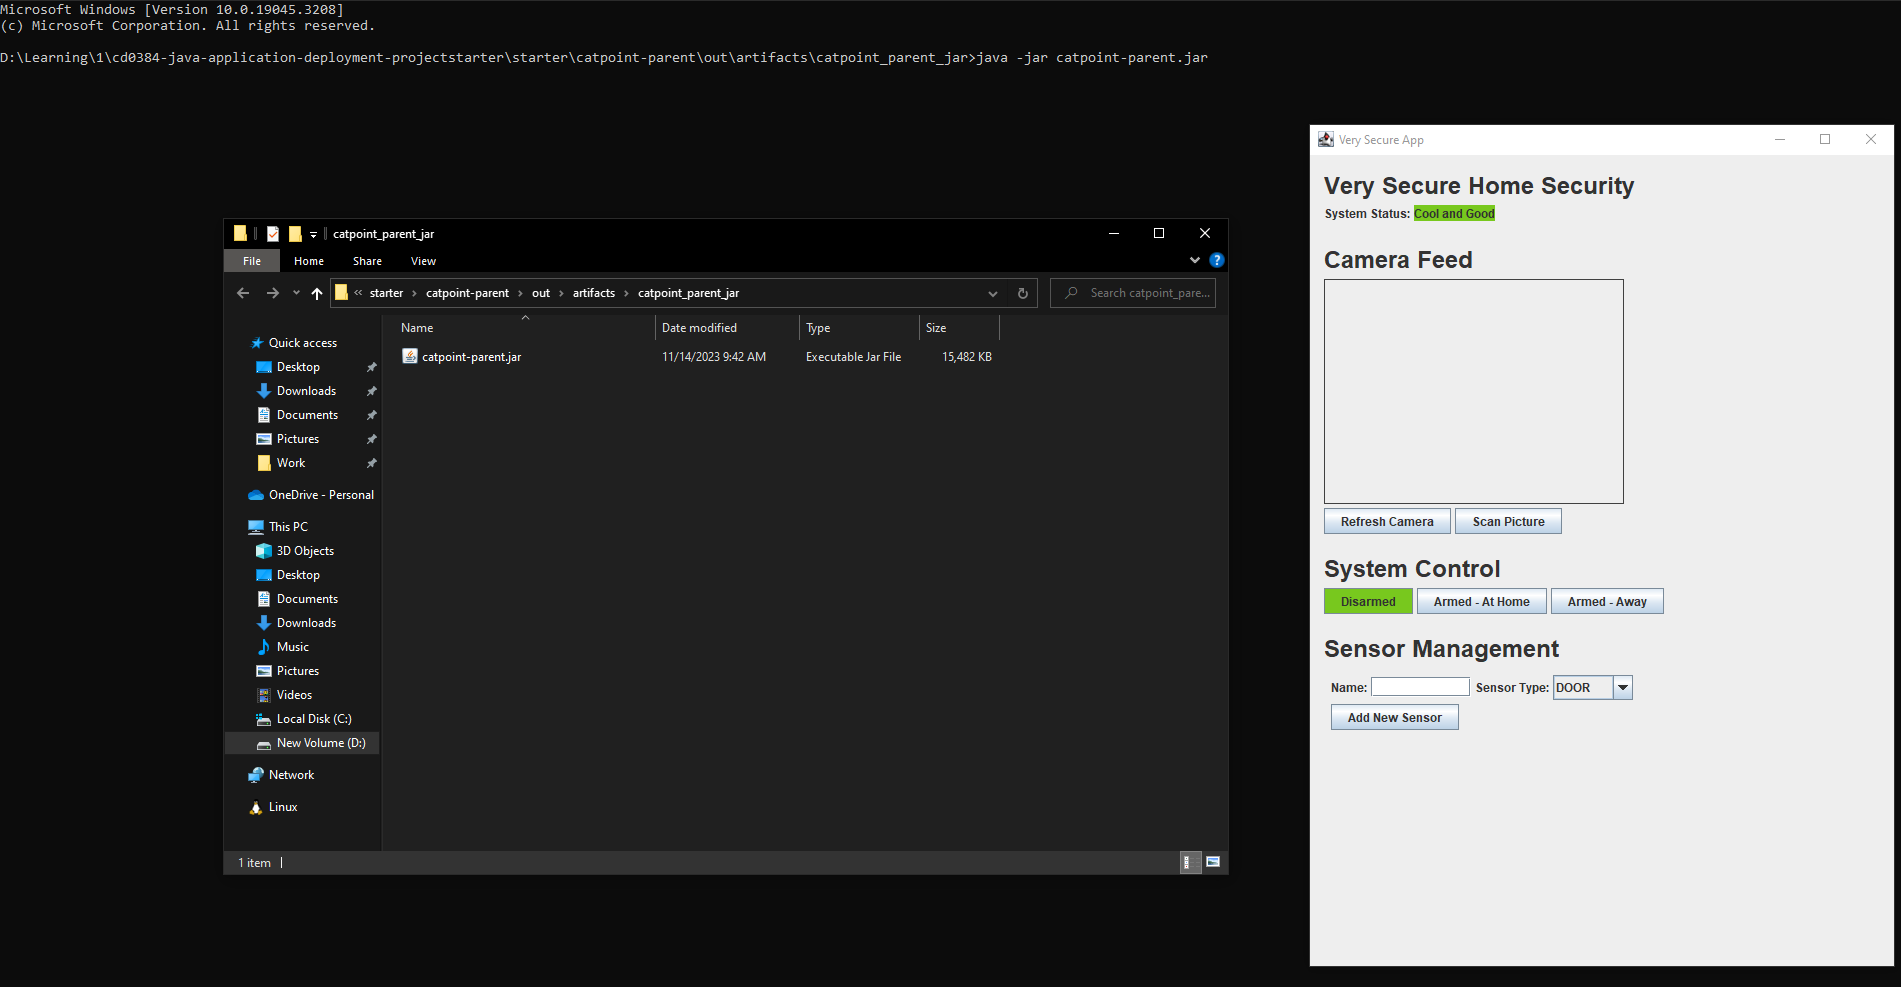 Microsoft Windows [Version 10.0.19045.3208]
(c) Microsoft Corporation. All rights reserved.
D:\Learning\1\cd0384-java-application-deployment-projectstarter\starter\catpoint-parent\out\artifacts\catpoint_parent_jar>java -jar catpoint-parent.jar
catpoint_parent_jar
File Home Share View
« starter › catpoint-parent › out › artifacts › catpoint_parent_jar
Search catpoint_pare...
Name Date modified Type Size
catpoint-parent.jar 11/14/2023 9:42 AM Executable Jar File 15,482 KB
Quick access
Desktop
Downloads
Documents
Pictures
Work
OneDrive - Personal
This PC
3D Objects
Desktop
Documents
Downloads
Music
Pictures
Videos
Local Disk (C:)
New Volume (D:)
Network
Linux
1 item
Very Secure App
Very Secure Home Security
System Status: Cool and Good
Camera Feed
Refresh Camera Scan Picture
System Control
Disarmed Armed - At Home Armed - Away
Sensor Management
Name: Sensor Type: DOOR
Add New Sensor